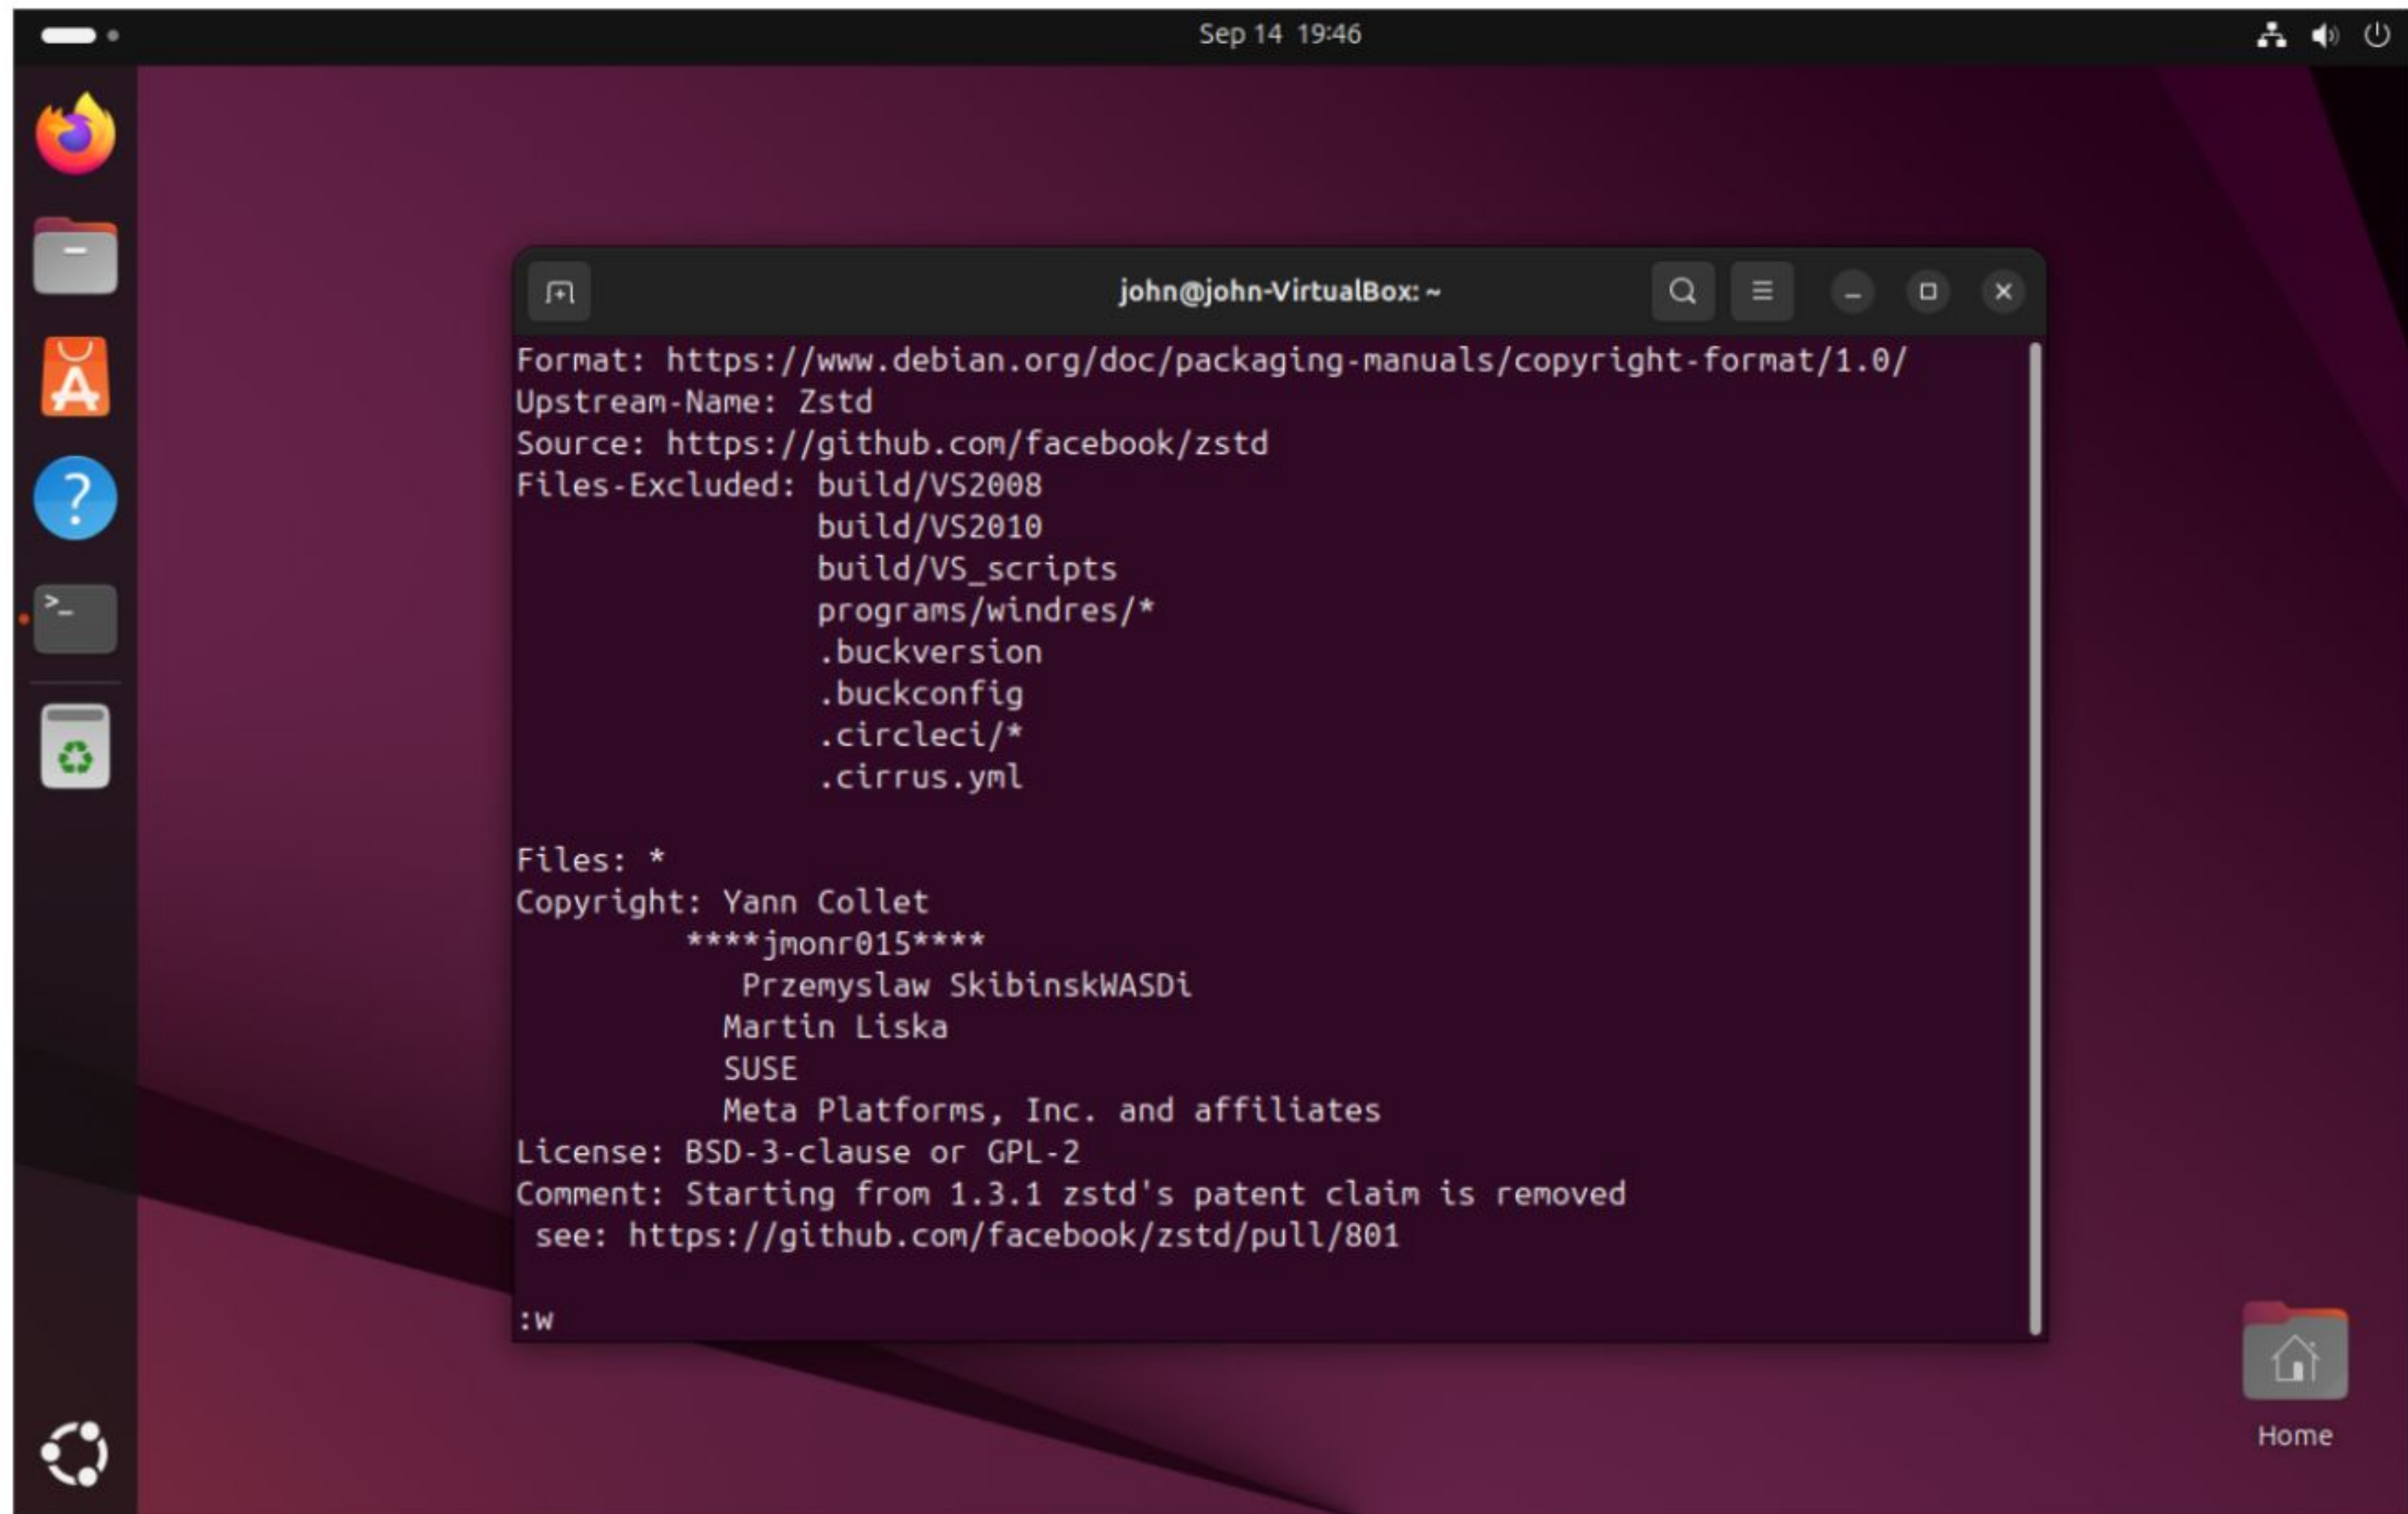 Sep 14 19:46
john@john-VirtualBox: ~
Format: https://www.debian.org/doc/packaging-manuals/copyright-format/1.0/
Upstream-Name: Zstd
Source: https://github.com/facebook/zstd
Files-Excluded: build/VS2008
build/VS2010
build/VS_scripts
programs/windres/*
.buckversion
.buckconfig
.circleci/*
.cirrus.yml
Files: *
Copyright: Yann Collet
****jmonr015****
Przemyslaw SkibinskWASDi
Martin Liska
SUSE
Meta Platforms, Inc. and affiliates
License: BSD-3-clause or GPL-2
Comment: Starting from 1.3.1 zstd's patent claim is removed
see: https://github.com/facebook/zstd/pull/801
:w
Home